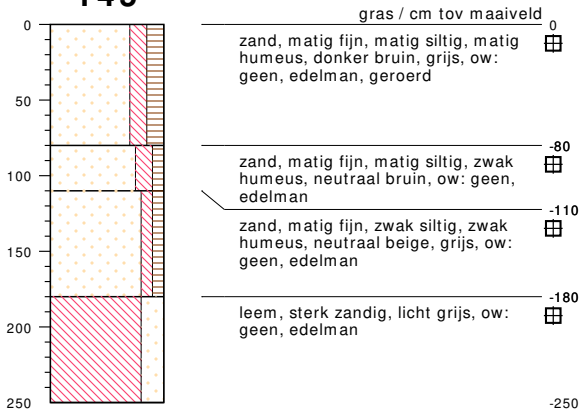 gras / cm tov maaiveld
0
0
zand, matig fijn, matig siltig, matig
humeus, donker bruin, grijs, ow:
geen, edelman, geroerd
50
-80
zand, matig fijn, matig siltig, zwak
humeus, neutraal bruin, ow: geen,
edelman
100
-110
zand, matig fijn, zwak siltig, zwak
humeus, neutraal beige, grijs, ow:
geen, edelman
150
-180
leem, sterk zandig, licht grijs, ow:
geen, edelman
200
250
-250